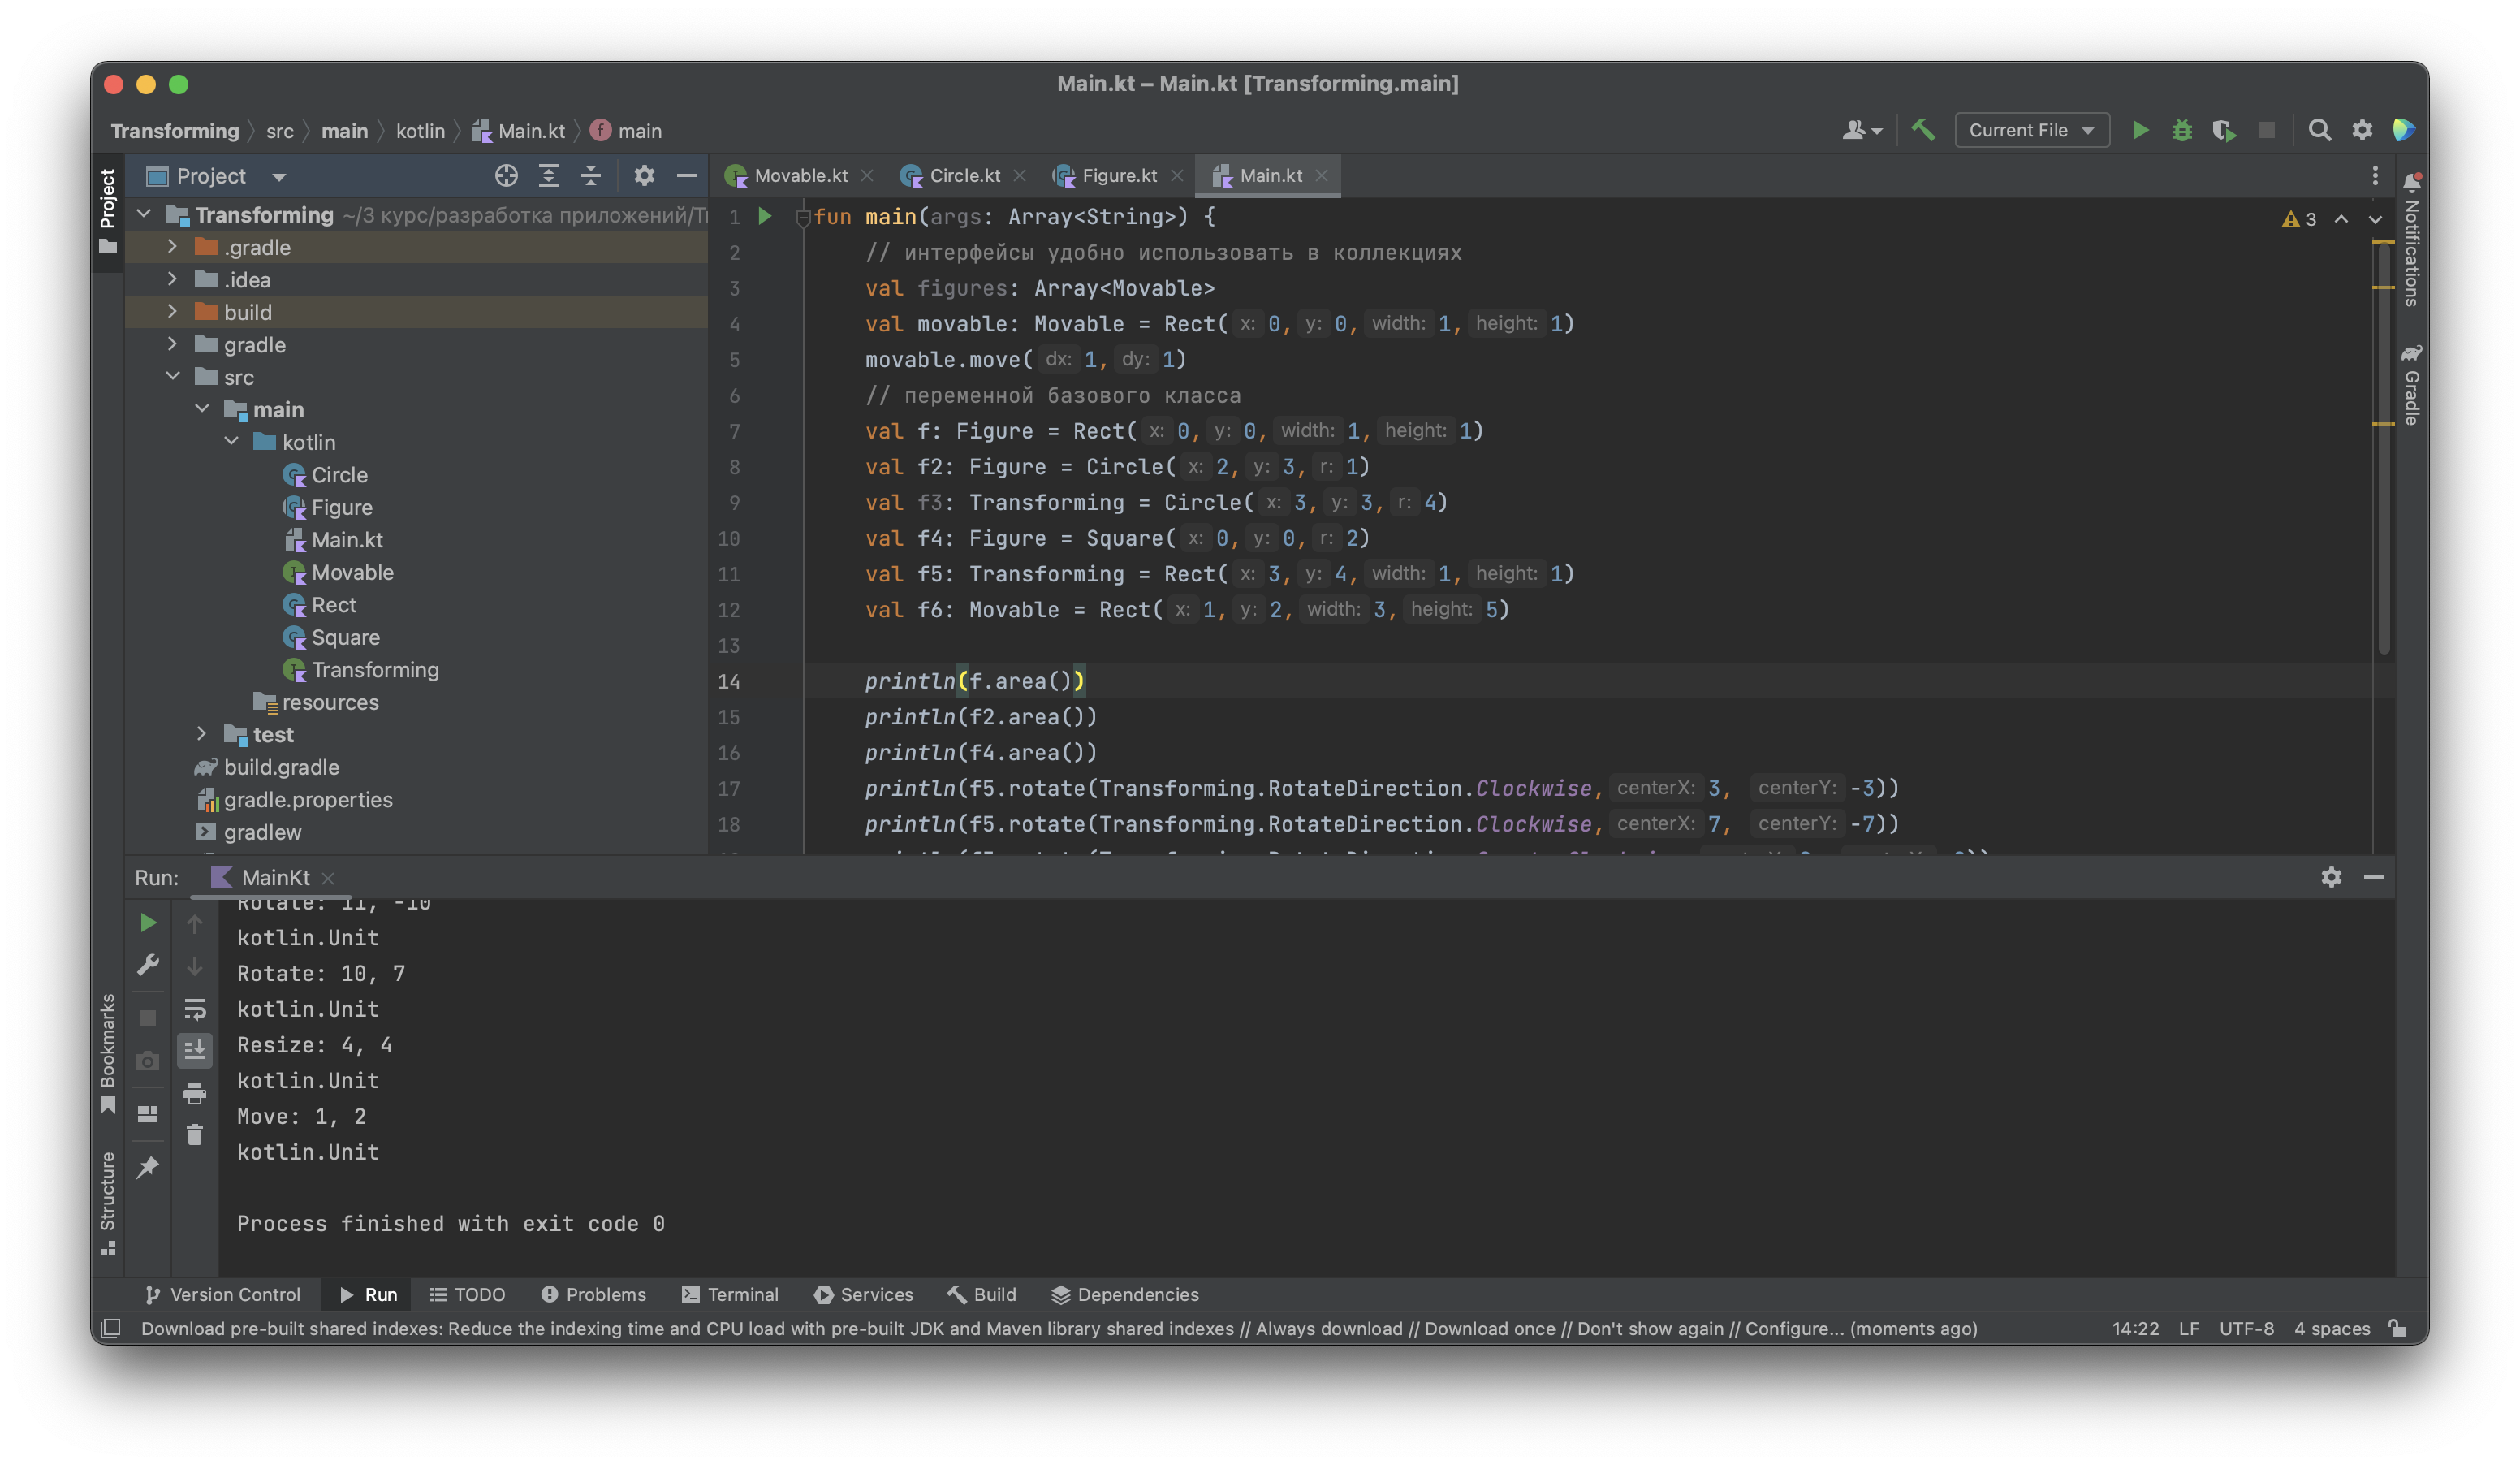 Main.kt – Main.kt [Transforming.main]
Transforming src main kotlin Main.kt main
Current File
Project
Project
Transforming ~/3 курс/разработка приложений/Tr
.gradle
.idea
build
gradle
src
main
kotlin
Circle
Figure
Main.kt
Movable
Rect
Square
Transforming
resources
test
build.gradle
gradle.properties
gradlew
Movable.kt Circle.kt Figure.kt Main.kt
3
1 fun main(args: Array<String>) {
2 // интерфейсы удобно использовать в коллекциях
3 val figures: Array<Movable>
4 val movable: Movable = Rect( x: 0, y: 0, width: 1, height: 1)
5 movable.move( dx: 1, dy: 1)
6 // переменной базового класса
7 val f: Figure = Rect( x: 0, y: 0, width: 1, height: 1)
8 val f2: Figure = Circle( x: 2, y: 3, r: 1)
9 val f3: Transforming = Circle( x: 3, y: 3, r: 4)
10 val f4: Figure = Square( x: 0, y: 0, r: 2)
11 val f5: Transforming = Rect( x: 3, y: 4, width: 1, height: 1)
12 val f6: Movable = Rect( x: 1, y: 2, width: 3, height: 5)
13
14 println(f.area())
15 println(f2.area())
16 println(f4.area())
17 println(f5.rotate(Transforming.RotateDirection.Clockwise, centerX: 3, centerY: -3))
18 println(f5.rotate(Transforming.RotateDirection.Clockwise, centerX: 7, centerY: -7))
Notifications
Gradle
Run: MainKt
Rotate: 11, -10
kotlin.Unit
Rotate: 10, 7
kotlin.Unit
Resize: 4, 4
kotlin.Unit
Move: 1, 2
kotlin.Unit
Process finished with exit code 0
Bookmarks
Structure
Version Control Run TODO Problems Terminal Services Build Dependencies
Download pre-built shared indexes: Reduce the indexing time and CPU load with pre-built JDK and Maven library shared indexes // Always download // Download once // Don't show again // Configure... (moments ago) 14:22 LF UTF-8 4 spaces